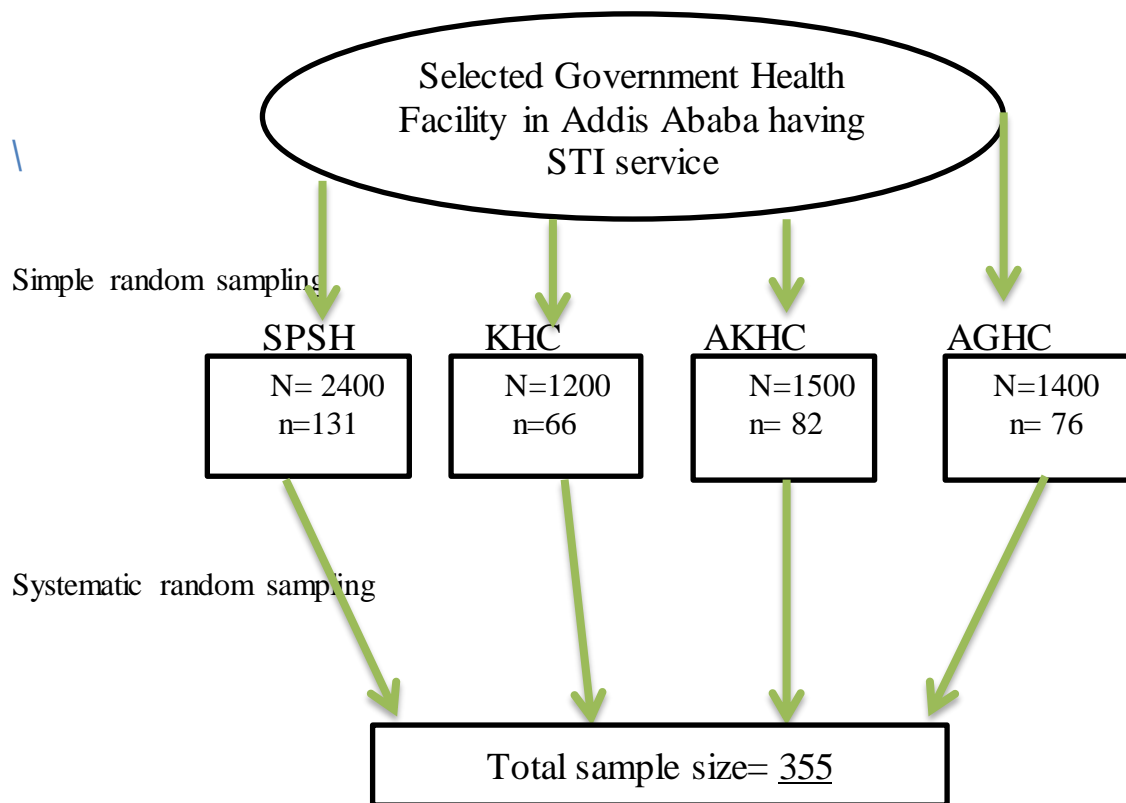 Selected Government Health
Facility in Addis Ababa having
STI service
\
Simple random sampling
SPSH
KHC
AKHC
AGHC
N= 2400
n=131
N=1200
n=66
N=1500
n= 82
N=1400
n= 76
Systematic random sampling
Total sample size= 355